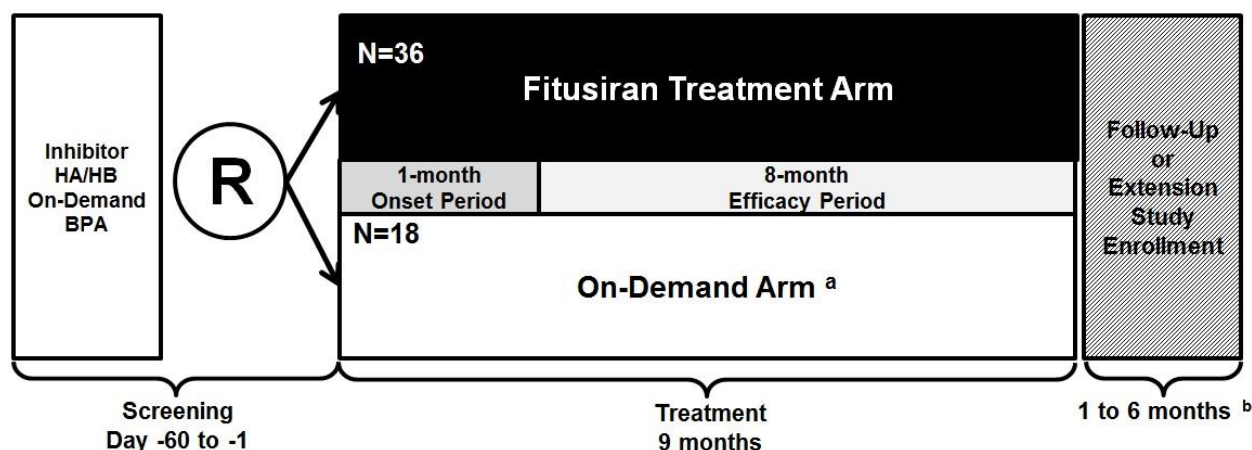 Inhibitor
HA/HB
On-Demand
BPA
R
N=36
Fitusiran Treatment Arm
1-month
Onset Period
8-month
Efficacy Period
N=18
On-Demand Arm a
Follow-Up
or
Extension
Study
Enrollment
Screening
Day -60 to -1
Treatment
9 months
1 to 6 months b